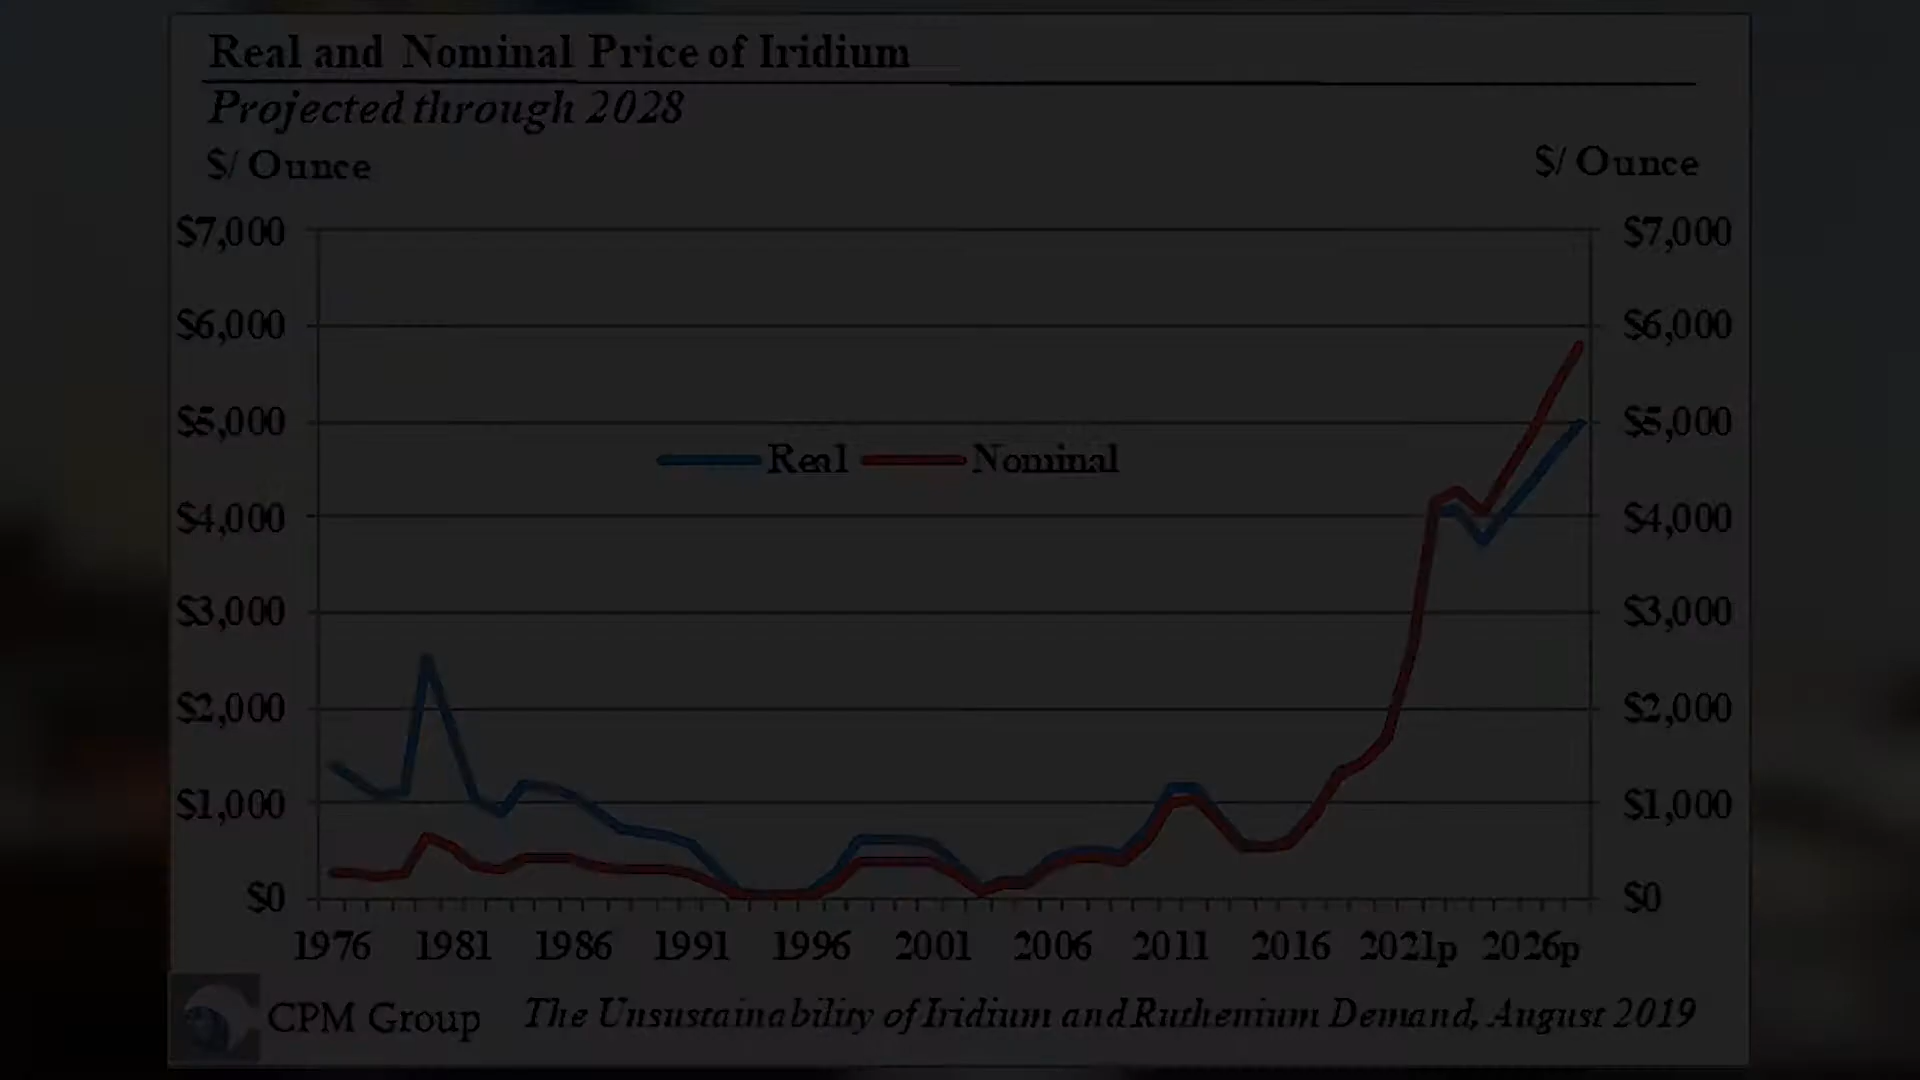 Real and Nominal Price of Iridium
Projected through 2028
$/ Ounce
$/ Ounce
$7,000
$7,000
$6,000
$6,000
$5,000
$5,000
Real
Nominal
$4,000
$4,000
$3,000
$3,000
$2,000
$2,000
$1,000
$1,000
$0
$0
1976 1981 1986 1991 1996 2001 2006 2011 2016 2021p 2026p
CPM Group
The Unsustainability of Iridium and Ruthenium Demand, August 2019